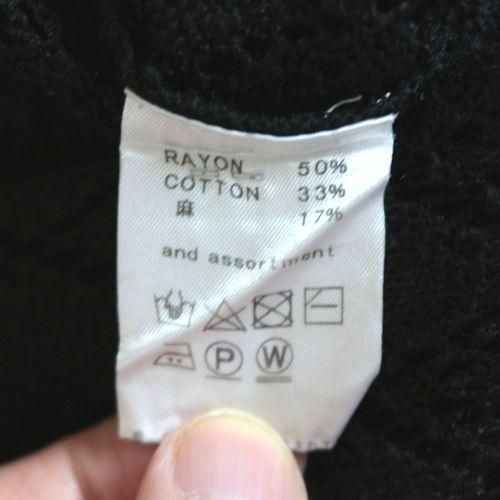 RAYON 50%
COTTON 33%
麻 17%
and assortment
P W